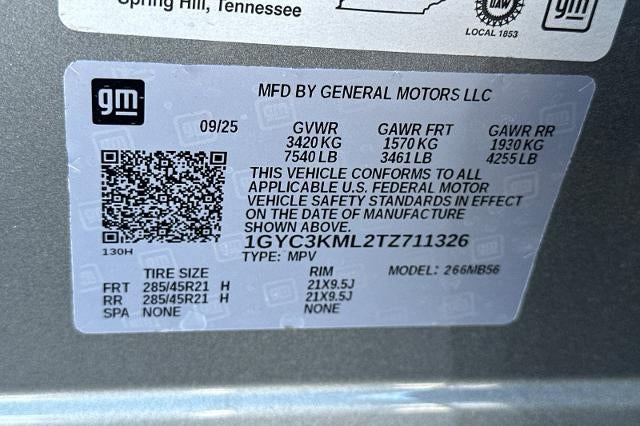 Spring Hill, Tennessee
UAW
LOCAL 1853
gm
gm
MFD BY GENERAL MOTORS LLC
09/25 GVWR GAWR FRT GAWR RR
3420 KG 1570 KG 1930 KG
7540 LB 3461 LB 4255 LB
THIS VEHICLE CONFORMS TO ALL
APPLICABLE U.S. FEDERAL MOTOR
VEHICLE SAFETY STANDARDS IN EFFECT
ON THE DATE OF MANUFACTURE
SHOWN ABOVE.
1GYC3KML2TZ711326
130H
TYPE: MPV MODEL: 266MB56
TIRE SIZE RIM
FRT 285/45R21 H 21X9.5J
RR 285/45R21 H 21X9.5J
SPA NONE NONE